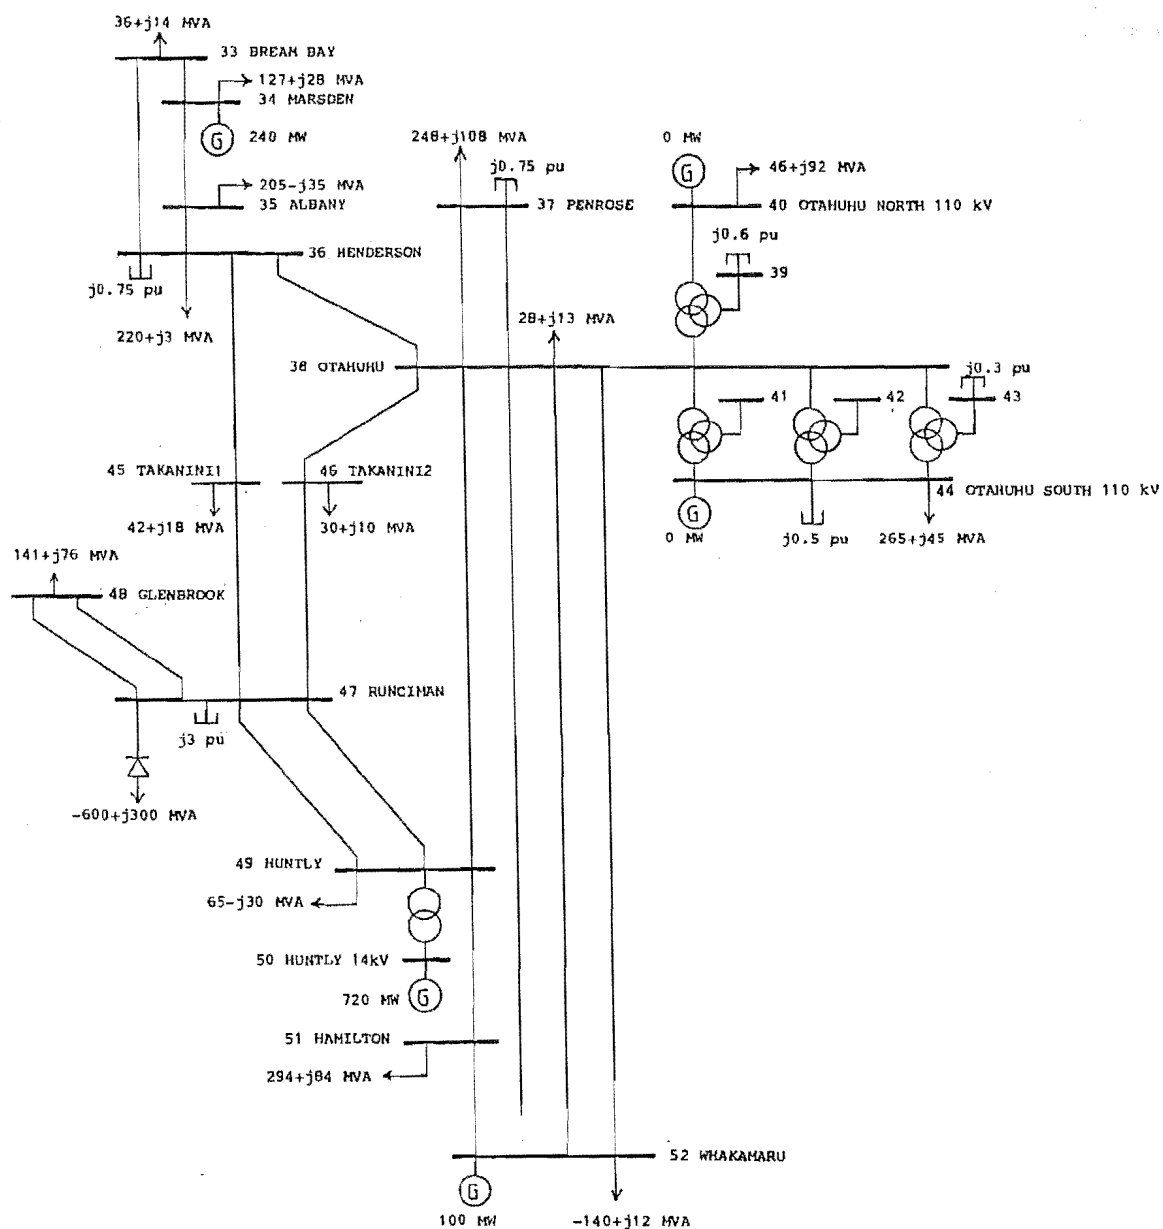 36+j14 MVA
33 BREAM BAY
127+j28 MVA
34 MARSDEN
G
240 MW
205-j35 MVA
35 ALBANY
36 HENDERSON
j0.75 pu
220+j3 MVA
248+j108 MVA
j0.75 pu
37 PENROSE
0 MW
G
46+j92 MVA
40 OTAHUHU NORTH 110 kV
j0.6 pu
39
28+j13 MVA
38 OTAHUHU
j0.3 pu
41
42
43
45 TAKANINI1
46 TAKANINI2
44 OTAHUHU SOUTH 110 kV
42+j18 MVA
30+j10 MVA
G
0 MW
j0.5 pu
265+j45 MVA
141+j76 MVA
48 GLENBROOK
47 RUNCIMAN
j3 pu
-600+j300 MVA
49 HUNTLY
65-j30 MVA
50 HUNTLY 14kV
720 MW
G
51 HAMILTON
294+j84 MVA
52 WHAKAMARU
G
100 MW
-140+j12 MVA